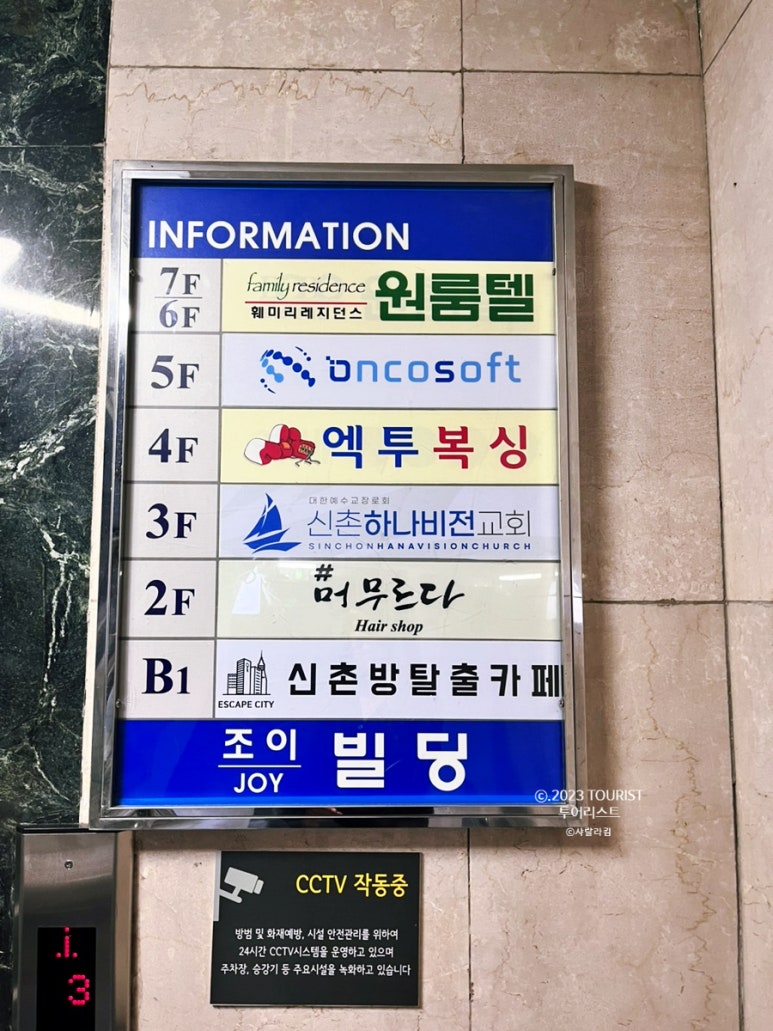 INFORMATION
7F
6F
family residence
훼미리레지던스
원룸텔
5F
oncosoft
4F
엑투복싱
3F
대한예수교장로회
신촌하나비전교회
SINCHONHANAVISIONCHURCH
2F
#머무르다
Hair shop
B1
ESCAPE CITY
신촌방탈출카페
조이
JOY
빌딩
©.2023 TOURIST
투어리스트
©사랄라킴
CCTV 작동중
방범 및 화재예방, 시설 안전관리를 위하여
24시간 CCTV시스템을 운영하고 있으며
주차장, 승강기 등 주요시설을 녹화하고 있습니다
3